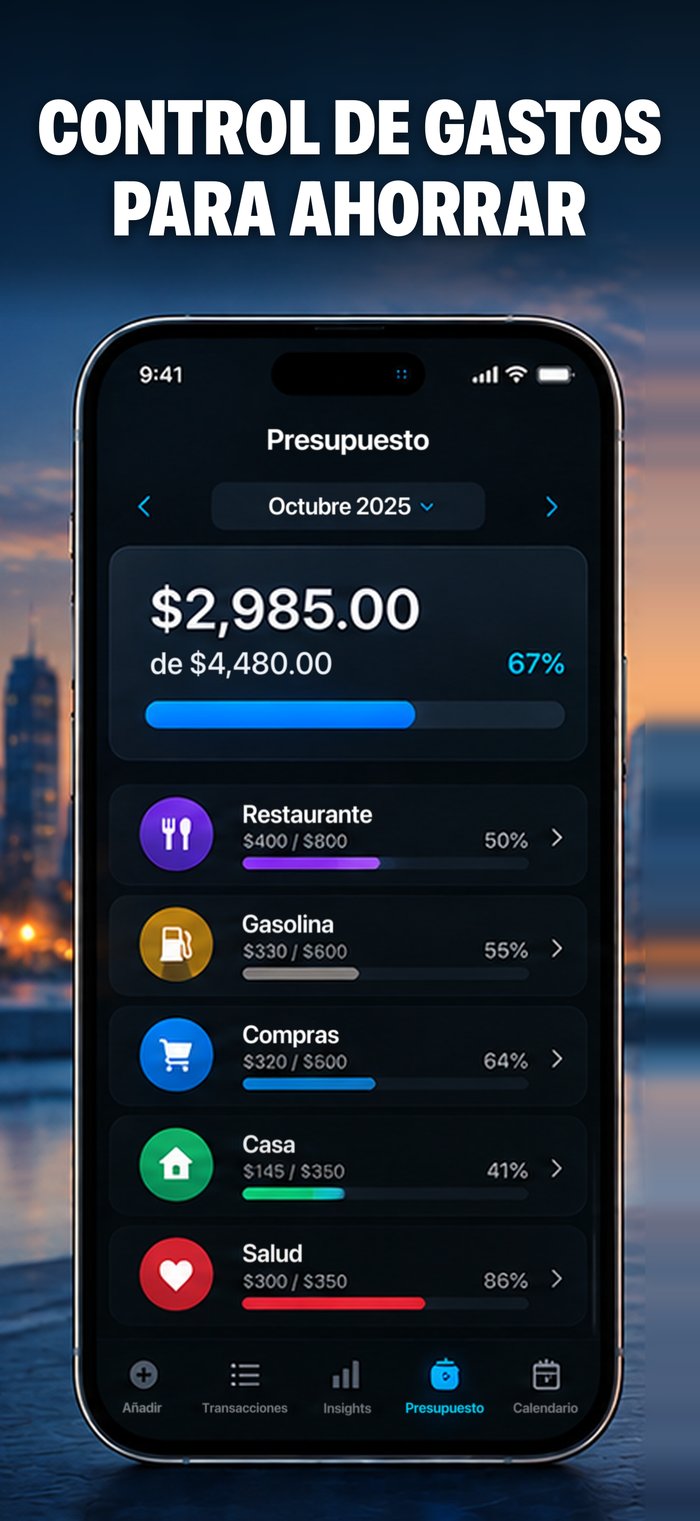 CONTROL DE GASTOS
PARA AHORRAR
9:41
Presupuesto
Octubre 2025
$2,985.00
de $4,480.00
67%
Restaurante
$400 / $800
50%
Gasolina
$330 / $600
55%
Compras
$320 / $600
64%
Casa
$145 / $350
41%
Salud
$300 / $350
86%
Añadir
Transacciones
Insights
Presupuesto
Calendario